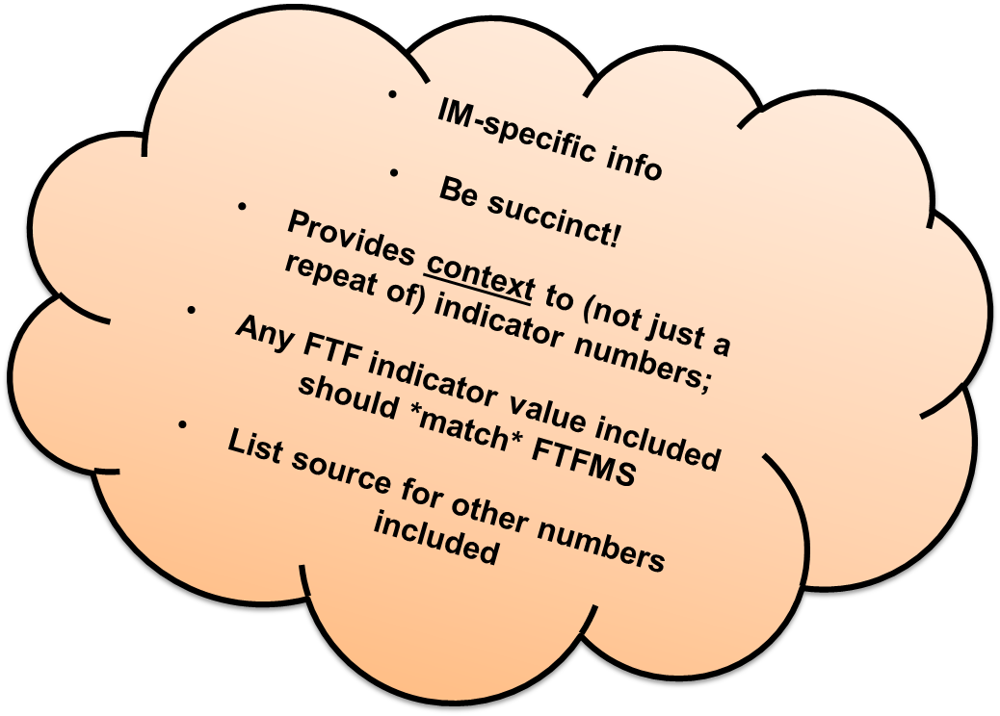 • IM-specific info
• Be succinct!
• Provides context to (not just a
repeat of) indicator numbers;
• Any FTF indicator value included
should *match* FTFMS
• List source for other numbers
included